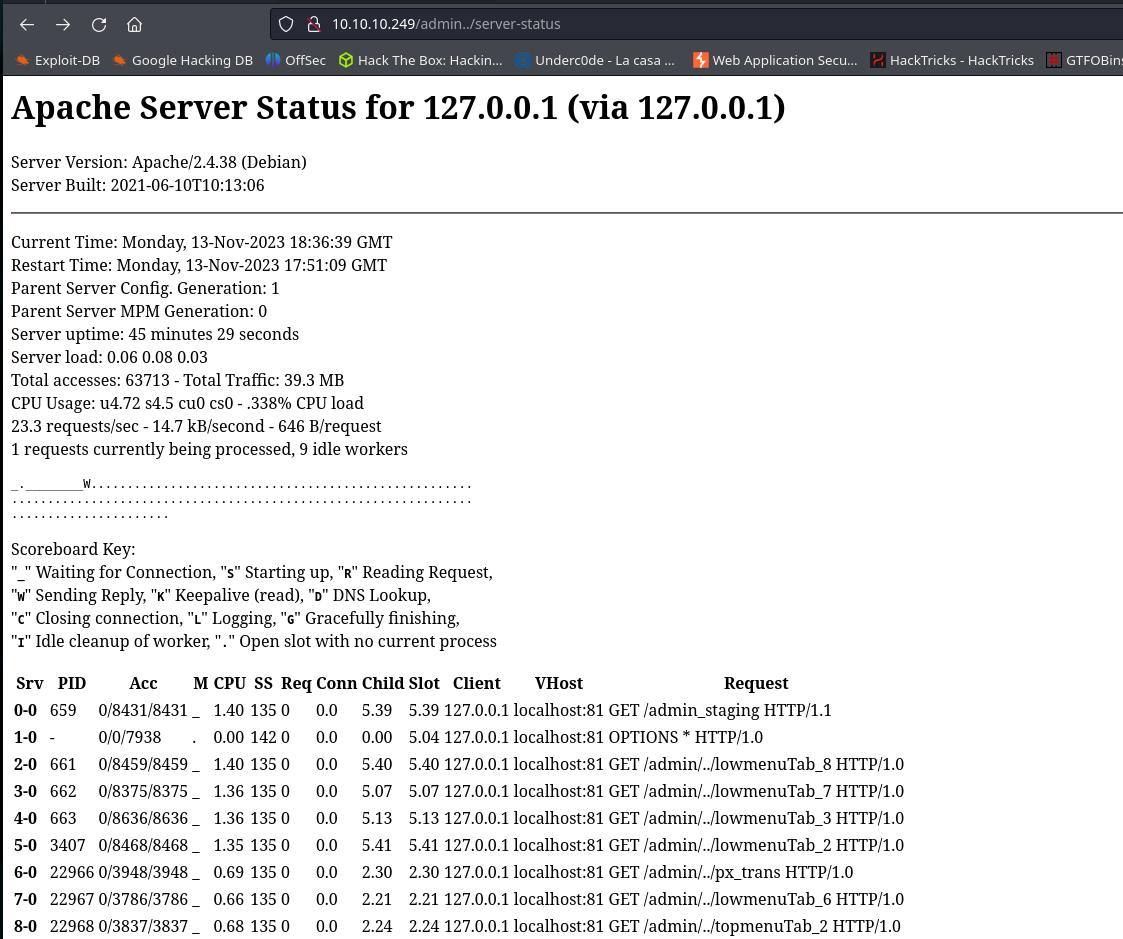 10.10.10.249/admin../server-status
Exploit-DB Google Hacking DB OffSec Hack The Box: Hackin... Underc0de - La casa ... Web Application Secu... HackTricks - HackTricks GTFOBins
Apache Server Status for 127.0.0.1 (via 127.0.0.1)
Server Version: Apache/2.4.38 (Debian)
Server Built: 2021-06-10T10:13:06
Current Time: Monday, 13-Nov-2023 18:36:39 GMT
Restart Time: Monday, 13-Nov-2023 17:51:09 GMT
Parent Server Config. Generation: 1
Parent Server MPM Generation: 0
Server uptime: 45 minutes 29 seconds
Server load: 0.06 0.08 0.03
Total accesses: 63713 - Total Traffic: 39.3 MB
CPU Usage: u4.72 s4.5 cu0 cs0 - .338% CPU load
23.3 requests/sec - 14.7 kB/second - 646 B/request
1 requests currently being processed, 9 idle workers
_.________W.....................................................
................................................................
......................
Scoreboard Key:
"_" Waiting for Connection, "S" Starting up, "R" Reading Request,
"W" Sending Reply, "K" Keepalive (read), "D" DNS Lookup,
"C" Closing connection, "L" Logging, "G" Gracefully finishing,
"I" Idle cleanup of worker, "." Open slot with no current process
Srv PID Acc M CPU SS Req Conn Child Slot Client VHost Request
0-0 659 0/8431/8431 _ 1.40 135 0 0.0 5.39 5.39 127.0.0.1 localhost:81 GET /admin_staging HTTP/1.1
1-0 - 0/0/7938 . 0.00 142 0 0.0 0.00 5.04 127.0.0.1 localhost:81 OPTIONS * HTTP/1.0
2-0 661 0/8459/8459 _ 1.40 135 0 0.0 5.40 5.40 127.0.0.1 localhost:81 GET /admin/../lowmenuTab_8 HTTP/1.0
3-0 662 0/8375/8375 _ 1.36 135 0 0.0 5.07 5.07 127.0.0.1 localhost:81 GET /admin/../lowmenuTab_7 HTTP/1.0
4-0 663 0/8636/8636 _ 1.36 135 0 0.0 5.13 5.13 127.0.0.1 localhost:81 GET /admin/../lowmenuTab_3 HTTP/1.0
5-0 3407 0/8468/8468 _ 1.35 135 0 0.0 5.41 5.41 127.0.0.1 localhost:81 GET /admin/../lowmenuTab_2 HTTP/1.0
6-0 22966 0/3948/3948 _ 0.69 135 0 0.0 2.30 2.30 127.0.0.1 localhost:81 GET /admin/../px_trans HTTP/1.0
7-0 22967 0/3786/3786 _ 0.66 135 0 0.0 2.21 2.21 127.0.0.1 localhost:81 GET /admin/../lowmenuTab_6 HTTP/1.0
8-0 22968 0/3837/3837 _ 0.68 135 0 0.0 2.24 2.24 127.0.0.1 localhost:81 GET /admin/../topmenuTab_2 HTTP/1.0